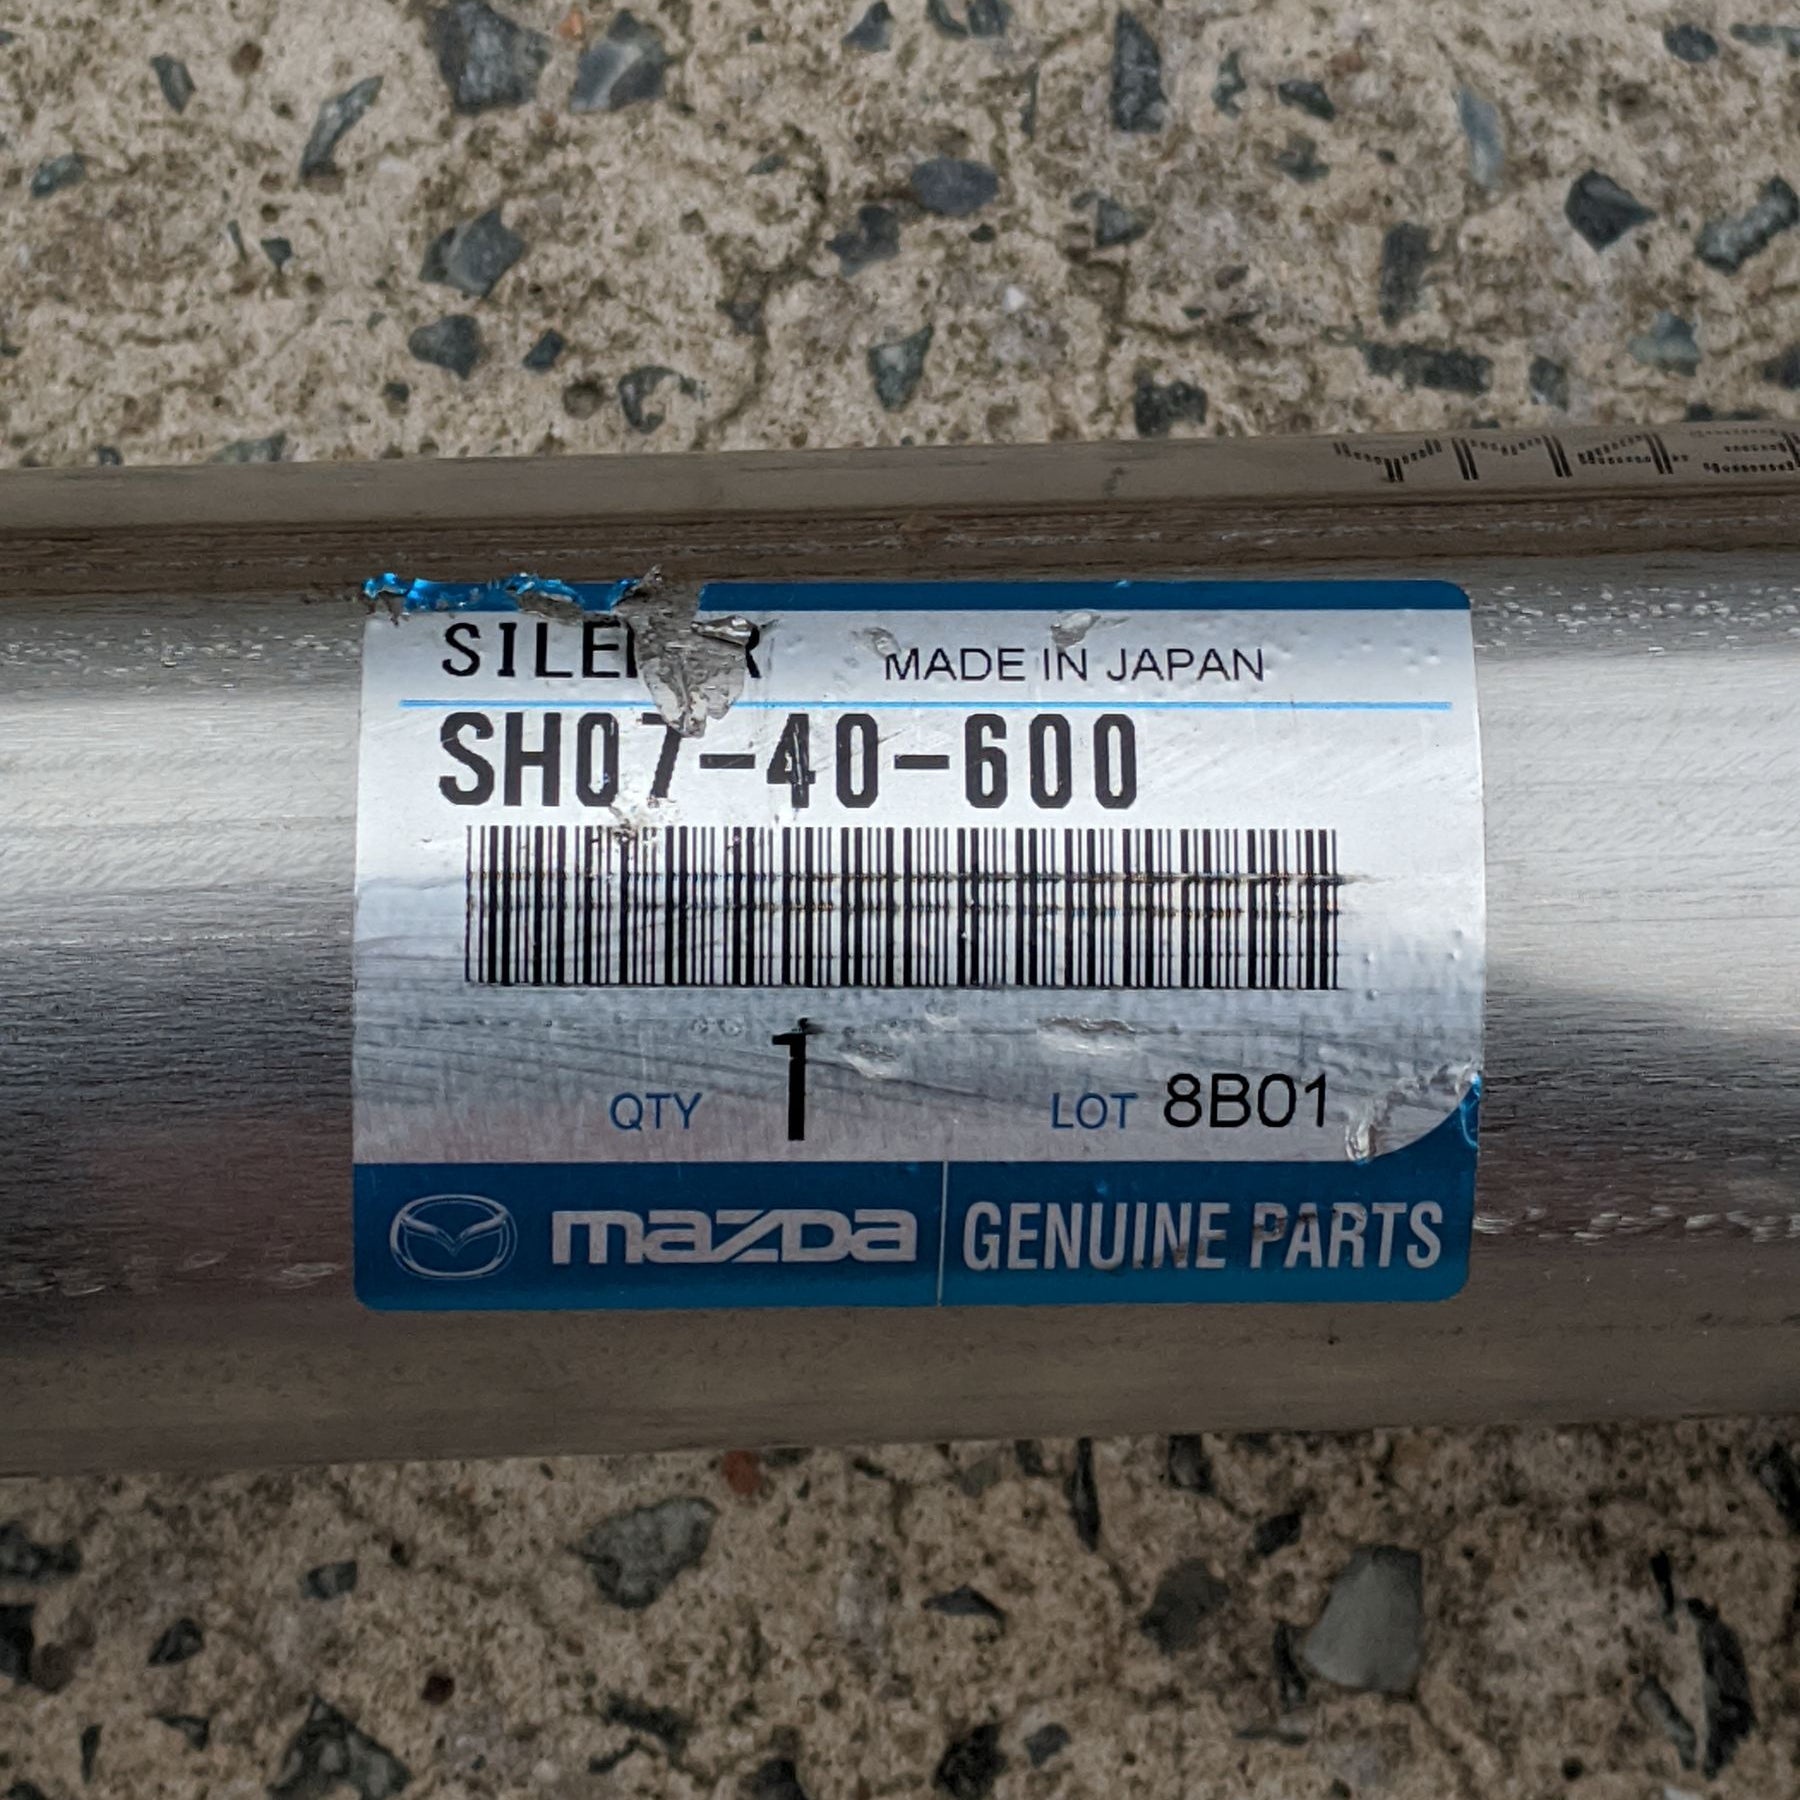 MADE IN JAPAN
SH07-40-600
QTY 1 LOT 8B01
mazda GENUINE PARTS